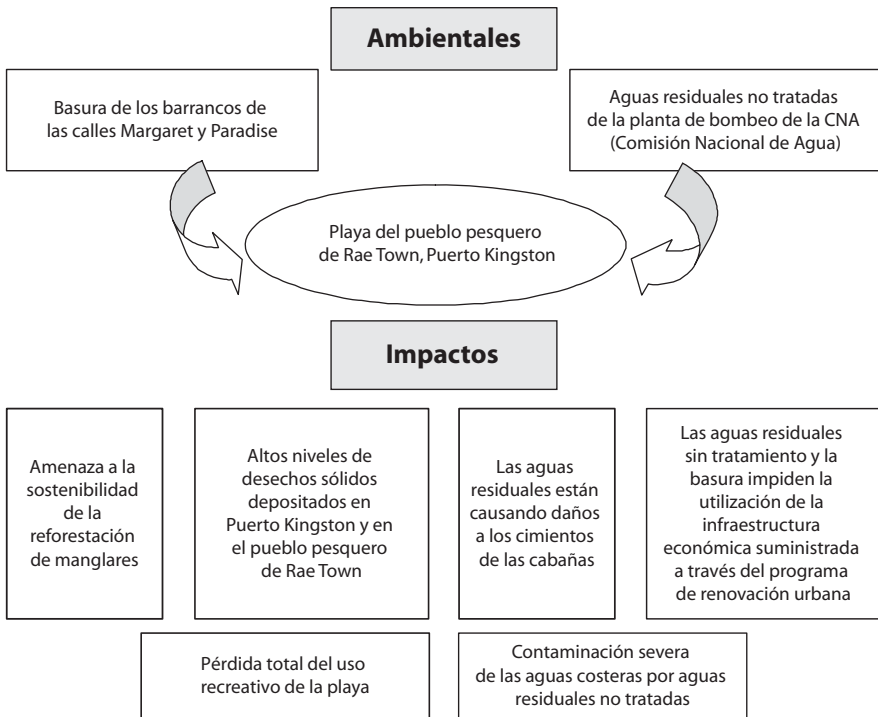 Ambientales
Basura de los barrancos de
las calles Margaret y Paradise
Aguas residuales no tratadas
de la planta de bombeo de la CNA
(Comisión Nacional de Agua)
Playa del pueblo pesquero
de Rae Town, Puerto Kingston
Impactos
Amenaza a la
sostenibilidad
de la
reforestación
de manglares
Altos niveles de
desechos sólidos
depositados en
Puerto Kingston y en
el pueblo pesquero
de Rae Town
Las aguas
residuales están
causando daños
a los cimientos
de las cabañas
Las aguas residuales
sin tratamiento y la
basura impiden la
utilización de la
infraestructura
económica suministrada
a través del programa
de renovación urbana
Pérdida total del uso
recreativo de la playa
Contaminación severa
de las aguas costeras por aguas
residuales no tratadas